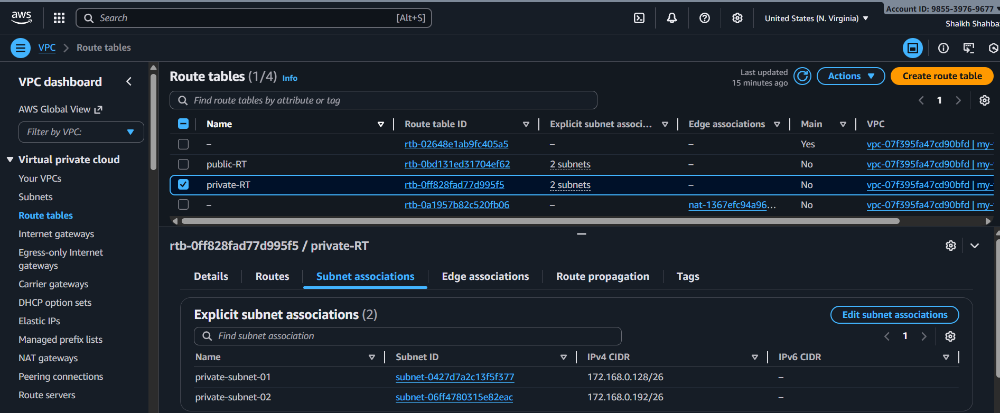 aws
Search
[Alt+S]
United States (N. Virginia)
Account ID: 9855-3976-9677
Shaikh Shahba
VPC
Route tables
VPC dashboard
AWS Global View
Filter by VPC:
Virtual private cloud
Your VPCs
Subnets
Route tables
Internet gateways
Egress-only Internet
gateways
Carrier gateways
DHCP option sets
Elastic IPs
Managed prefix lists
NAT gateways
Peering connections
Route servers
Route tables (1/4) Info
Last updated
15 minutes ago
Actions
Create route table
Find route tables by attribute or tag
1
Name Route table ID Explicit subnet associ... Edge associations Main VPC
– rtb-02648e1ab9fc405a5 – – Yes vpc-07f395fa47cd90bfd | my-
public-RT rtb-0bd131ed31704ef62 2 subnets – No vpc-07f395fa47cd90bfd | my-
private-RT rtb-0ff828fad77d995f5 2 subnets – No vpc-07f395fa47cd90bfd | my-
– rtb-0a1957b82c520fb06 – nat-1367efc94a96... No vpc-07f395fa47cd90bfd | my-
rtb-0ff828fad77d995f5 / private-RT
Details Routes Subnet associations Edge associations Route propagation Tags
Explicit subnet associations (2)
Edit subnet associations
Find subnet association
1
Name Subnet ID IPv4 CIDR IPv6 CIDR
private-subnet-01 subnet-0427d7a2c13f5f377 172.168.0.128/26 –
private-subnet-02 subnet-06ff4780315e82eac 172.168.0.192/26 –